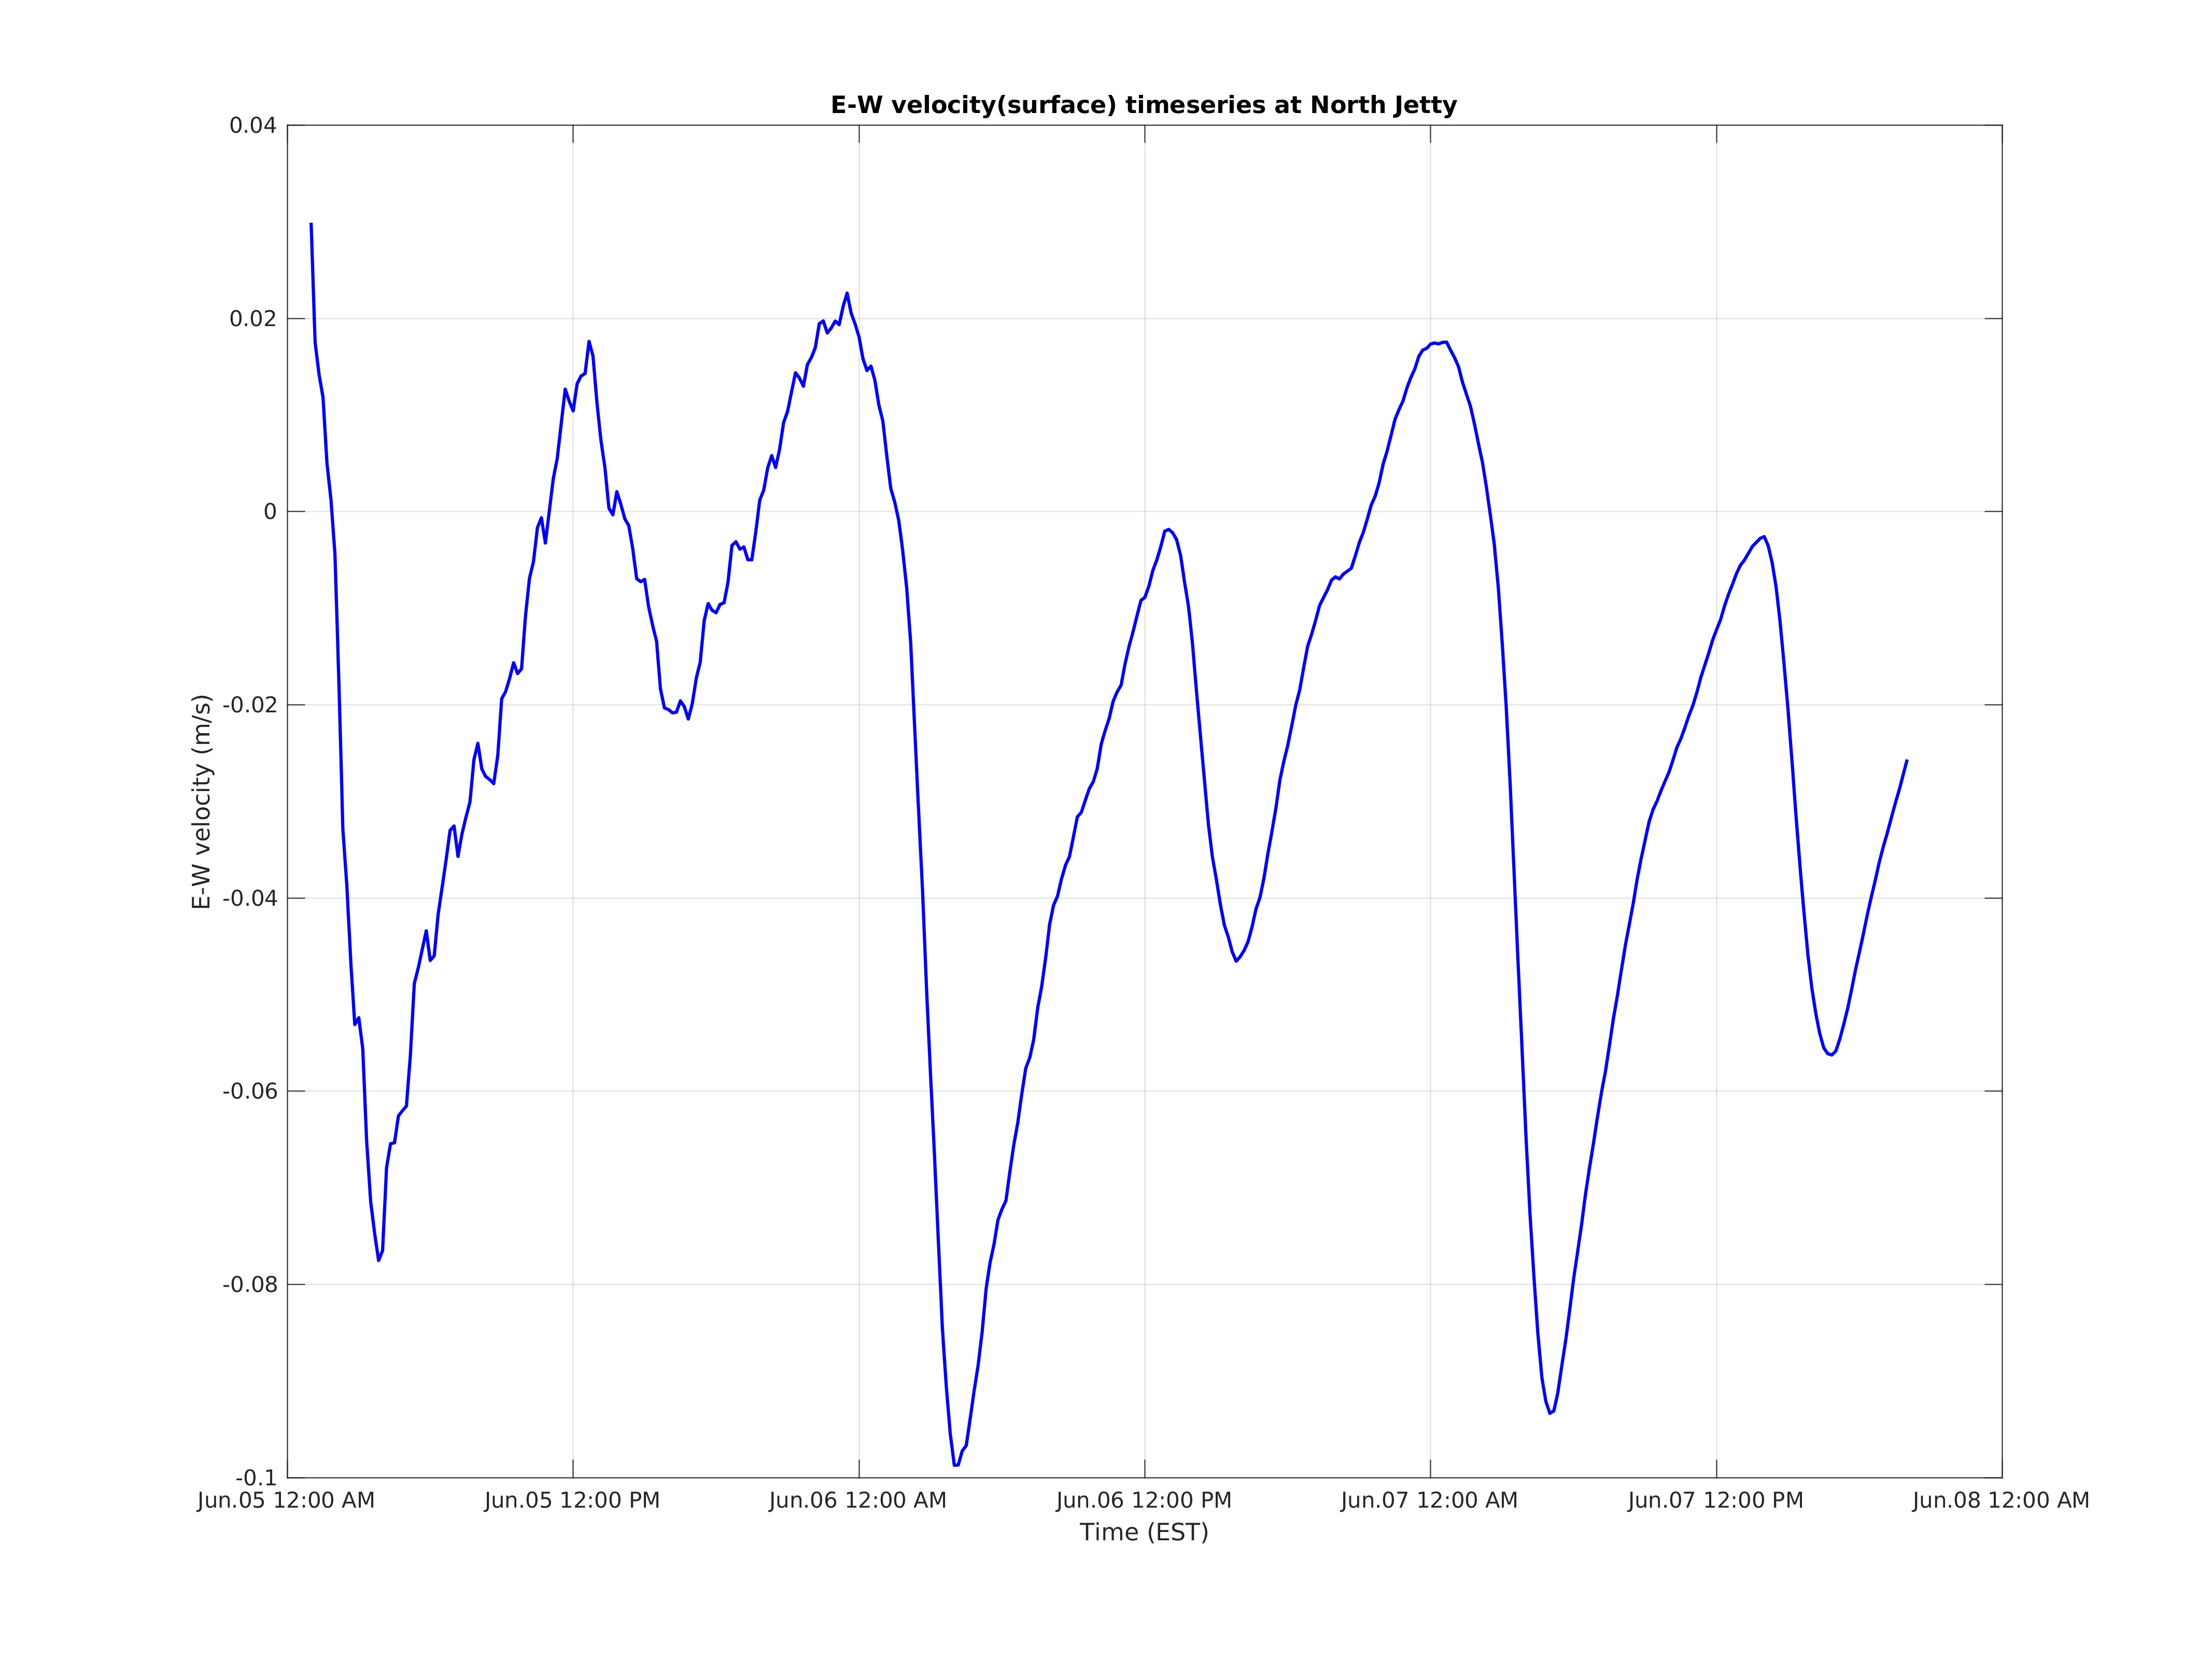 E-W velocity(surface) timeseries at North Jetty
0.04
0.02
0
-0.02
-0.04
-0.06
-0.08
-0.1
E-W velocity (m/s)
Jun.05 12:00 AM Jun.05 12:00 PM Jun.06 12:00 AM Jun.06 12:00 PM Jun.07 12:00 AM Jun.07 12:00 PM Jun.08 12:00 AM
Time (EST)